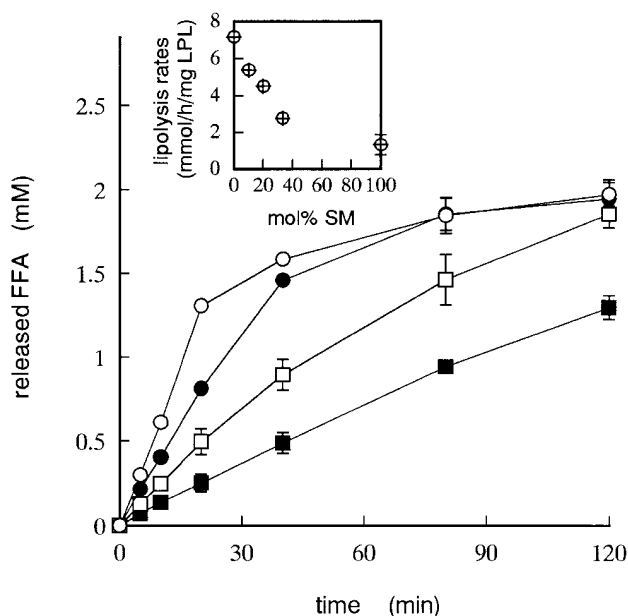 8
6
4
2
0
lipolysis rates
(mmol/h/mg LPL)
0 20 40 60 80 100
mol% SM
2.5
2
1.5
1
0.5
0
released FFA (mM)
0 30 60 90 120
time (min)